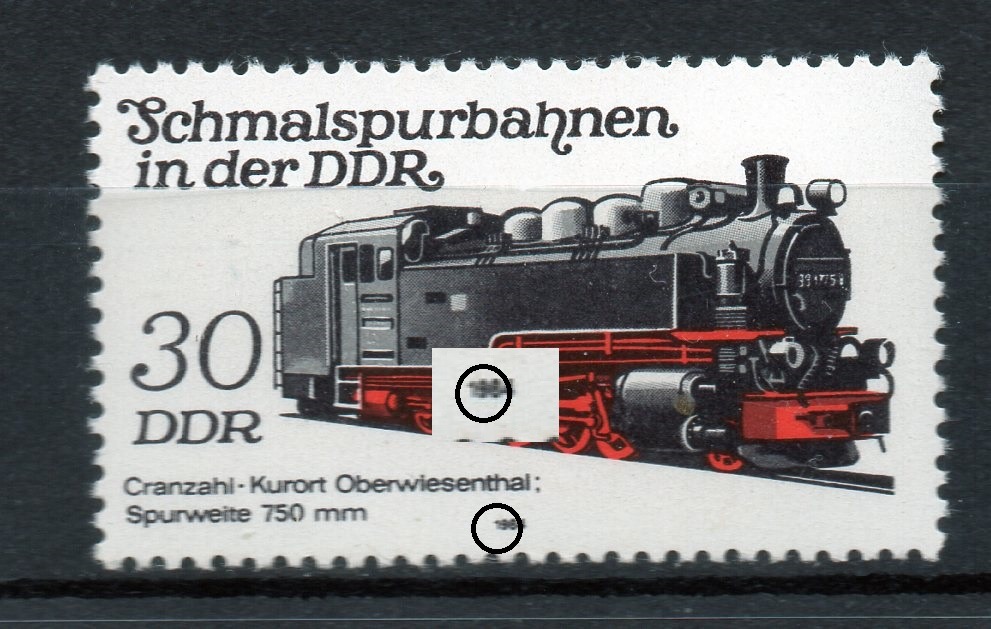 Schmalspurbahnen
in der DDR
30
DDR
Cranzahl · Kurort Oberwiesenthal;
Spurweite 750 mm